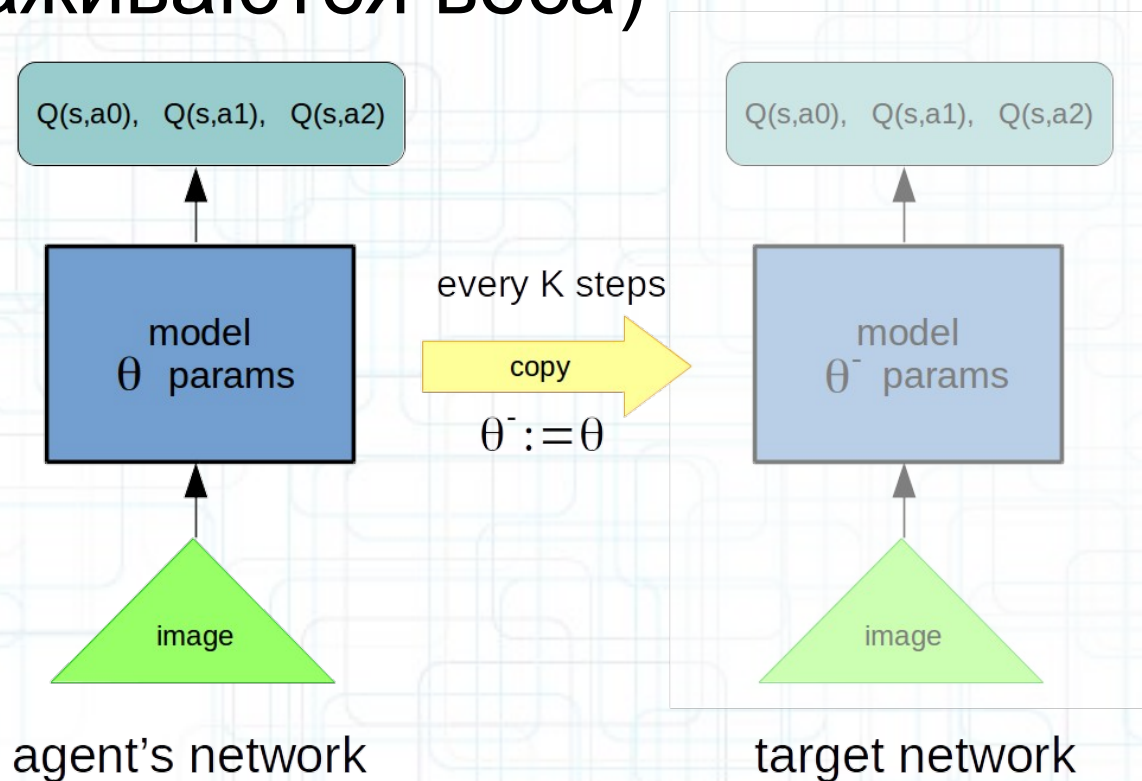 Q(s,a0), Q(s,a1), Q(s,a2)
Q(s,a0), Q(s,a1), Q(s,a2)
every K steps
model
θ params
copy
θ⁻:=θ
model
θ⁻ params
image
image
agent’s network
target network